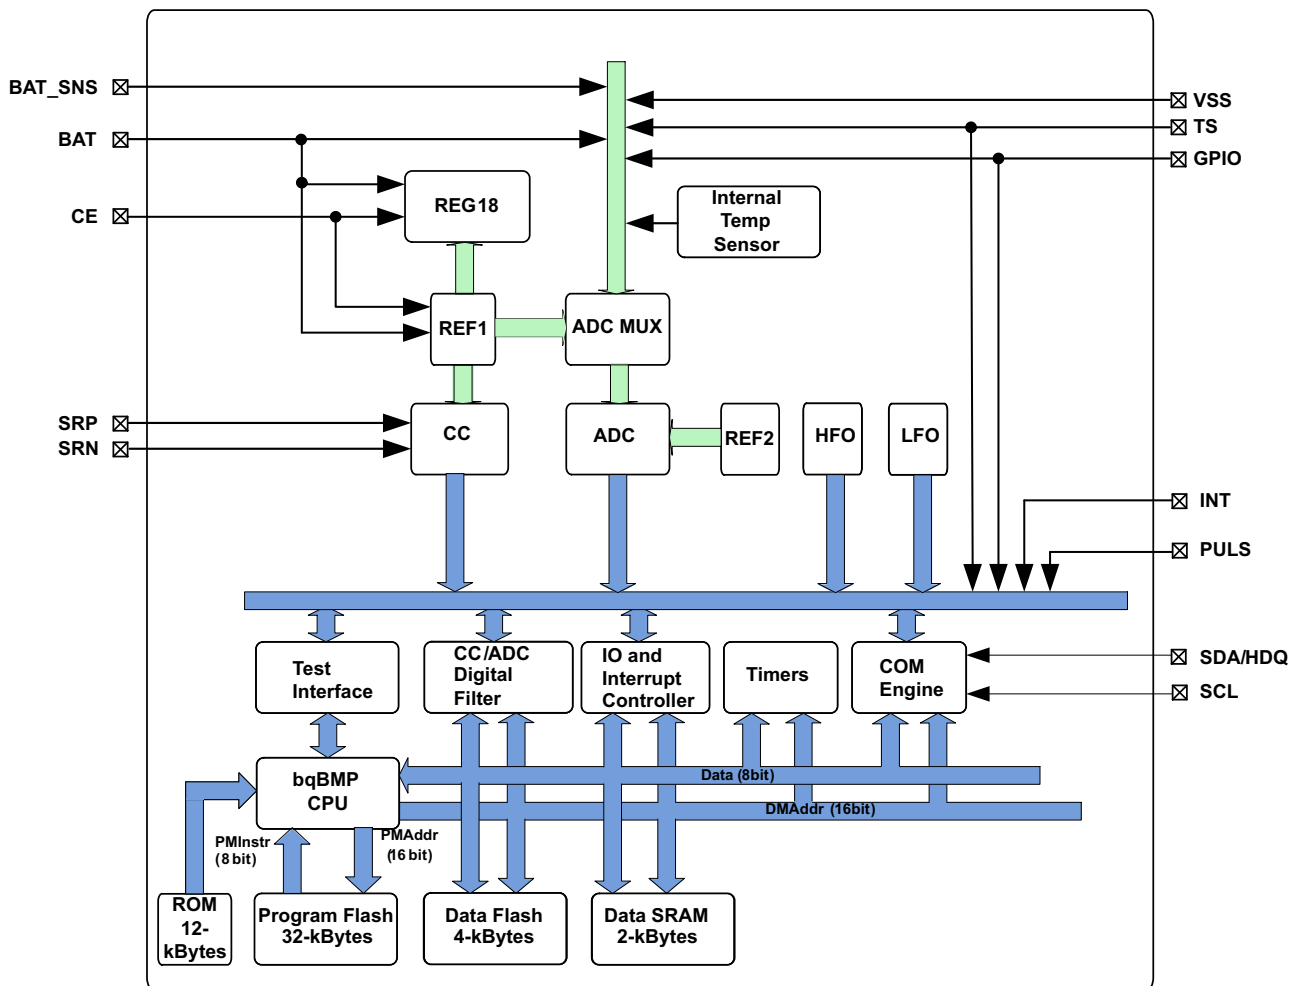 BAT_SNS
VSS
TS
BAT
GPIO
REG18
Internal
Temp
Sensor
CE
REF1
ADC MUX
SRP
SRN
CC
ADC
REF2
HFO
LFO
INT
PULS
Test
Interface
CC/ADC
Digital
Filter
IO and
Interrupt
Controller
Timers
COM
Engine
SDA/HDQ
SCL
bqBMP
CPU
Data (8bit)
DMAddr (16bit)
PMInstr
(8 bit)
PMAddr
(16 bit)
ROM
12-
kBytes
Program Flash
32-kBytes
Data Flash
4-kBytes
Data SRAM
2-kBytes